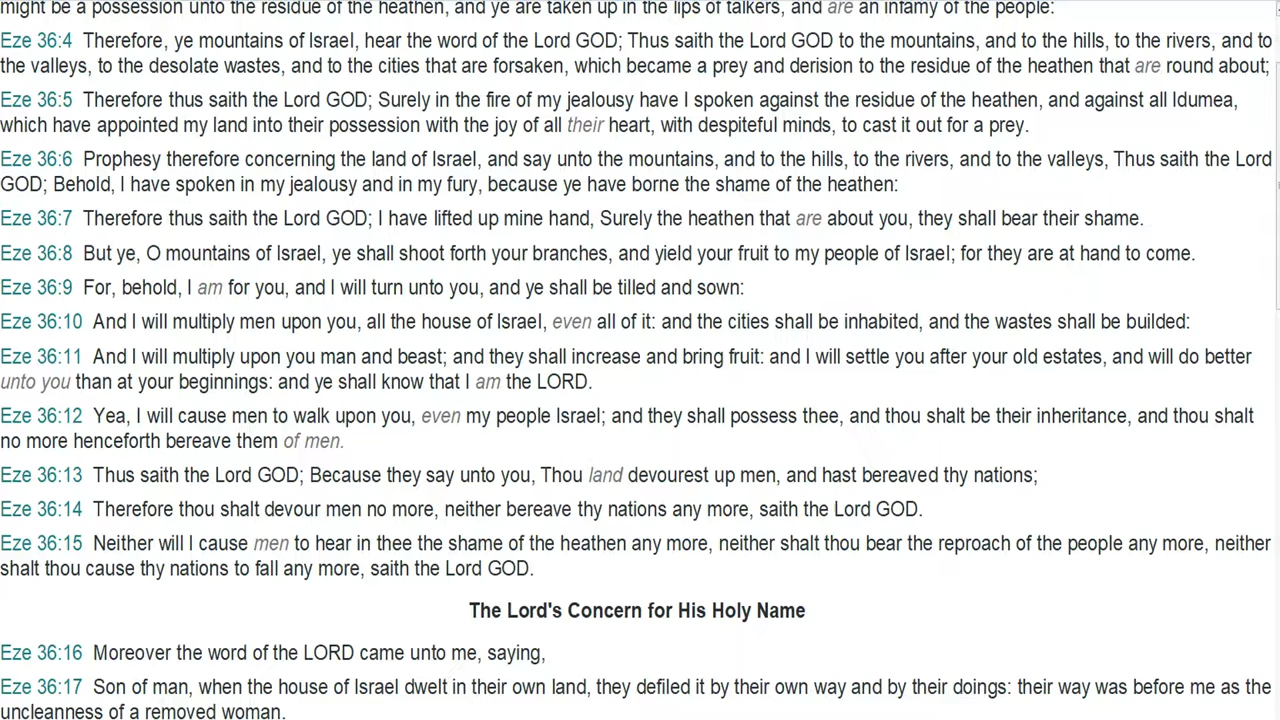 might be a possession unto the residue of the heathen, and ye are taken up in the lips of talkers, and are an infamy of the people:
Eze 36:4 Therefore, ye mountains of Israel, hear the word of the Lord GOD; Thus saith the Lord GOD to the mountains, and to the hills, to the rivers, and to
the valleys, to the desolate wastes, and to the cities that are forsaken, which became a prey and derision to the residue of the heathen that are round about;
Eze 36:5 Therefore thus saith the Lord GOD; Surely in the fire of my jealousy have I spoken against the residue of the heathen, and against all Idumea,
which have appointed my land into their possession with the joy of all their heart, with despiteful minds, to cast it out for a prey.
Eze 36:6 Prophesy therefore concerning the land of Israel, and say unto the mountains, and to the hills, to the rivers, and to the valleys, Thus saith the Lord
GOD; Behold, I have spoken in my jealousy and in my fury, because ye have borne the shame of the heathen:
Eze 36:7 Therefore thus saith the Lord GOD; I have lifted up mine hand, Surely the heathen that are about you, they shall bear their shame.
Eze 36:8 But ye, O mountains of Israel, ye shall shoot forth your branches, and yield your fruit to my people of Israel; for they are at hand to come.
Eze 36:9 For, behold, I am for you, and I will turn unto you, and ye shall be tilled and sown:
Eze 36:10 And I will multiply men upon you, all the house of Israel, even all of it: and the cities shall be inhabited, and the wastes shall be builded:
Eze 36:11 And I will multiply upon you man and beast; and they shall increase and bring fruit: and I will settle you after your old estates, and will do better
unto you than at your beginnings: and ye shall know that I am the LORD.
Eze 36:12 Yea, I will cause men to walk upon you, even my people Israel; and they shall possess thee, and thou shalt be their inheritance, and thou shalt
no more henceforth bereave them of men.
Eze 36:13 Thus saith the Lord GOD; Because they say unto you, Thou land devourest up men, and hast bereaved thy nations;
Eze 36:14 Therefore thou shalt devour men no more, neither bereave thy nations any more, saith the Lord GOD.
Eze 36:15 Neither will I cause men to hear in thee the shame of the heathen any more, neither shalt thou bear the reproach of the people any more, neither
shalt thou cause thy nations to fall any more, saith the Lord GOD.
The Lord's Concern for His Holy Name
Eze 36:16 Moreover the word of the LORD came unto me, saying,
Eze 36:17 Son of man, when the house of Israel dwelt in their own land, they defiled it by their own way and by their doings: their way was before me as the
uncleanness of a removed woman.